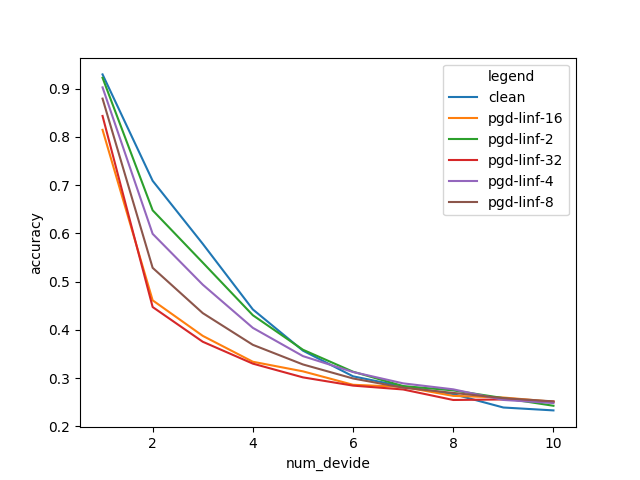 legend
clean
pgd-linf-16
pgd-linf-2
pgd-linf-32
pgd-linf-4
pgd-linf-8
accuracy
0.9
0.8
0.7
0.6
0.5
0.4
0.3
0.2
2 4 6 8 10
num_devide